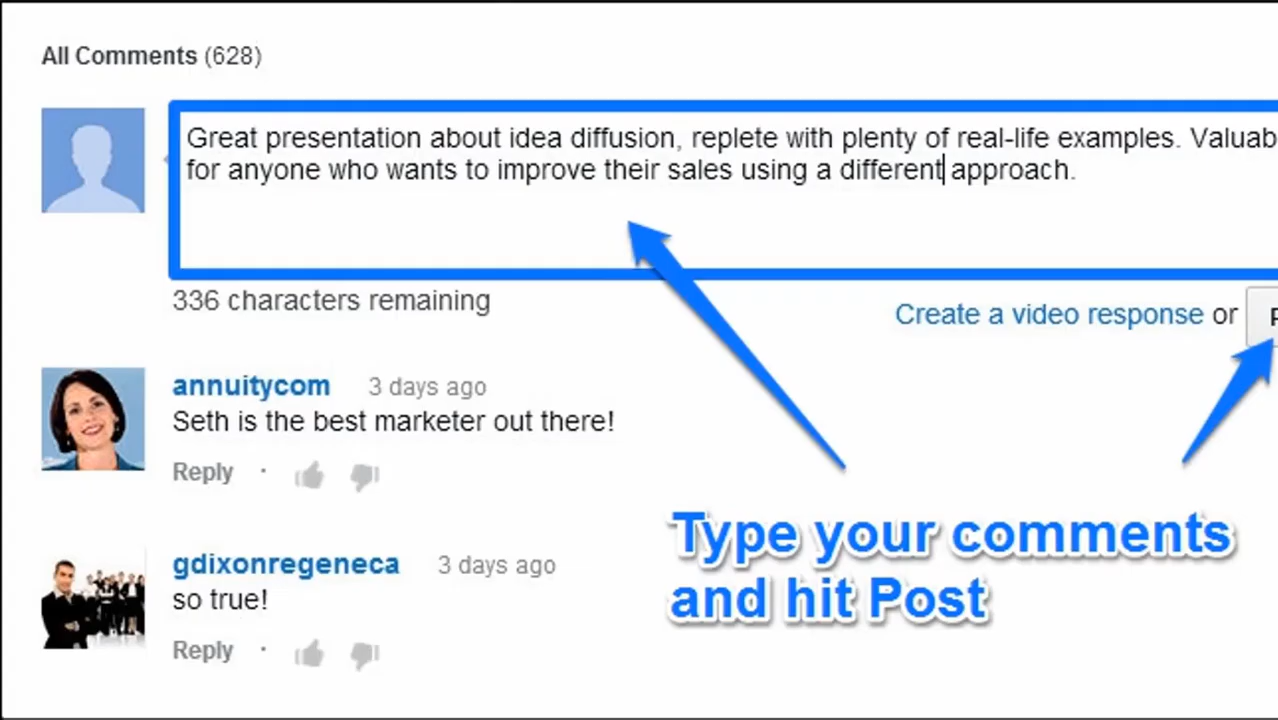 All Comments (628)
Great presentation about idea diffusion, replete with plenty of real-life examples.
for anyone who wants to improve their sales using a different approach.
336 characters remaining
Create a video response or
annuitycom 3 days ago
Seth is the best marketer out there!
Reply ·
gdixonregeneca 3 days ago
so true!
Reply ·
Type your comments
and hit Post